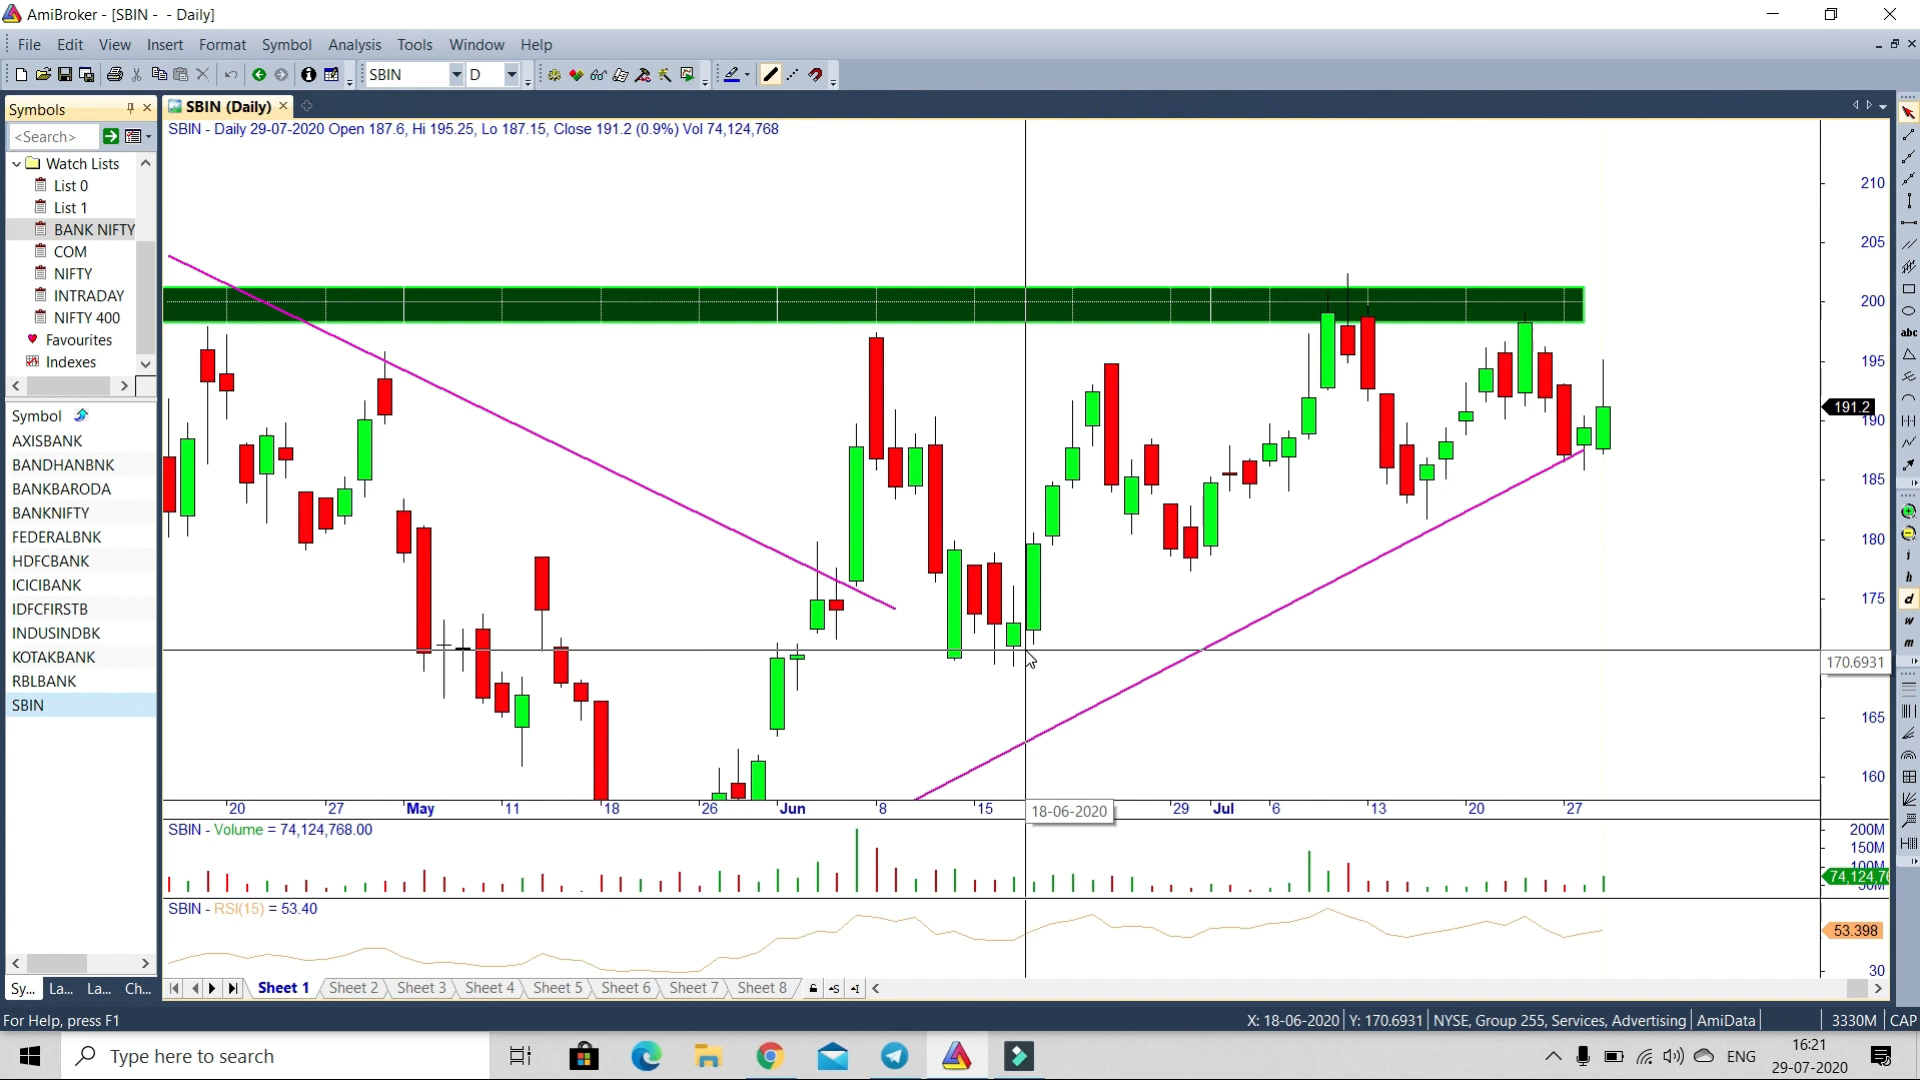 AmiBroker - [SBIN - - Daily]
File Edit View Insert Format Symbol Analysis Tools Window Help
SBIN D
Symbols
SBIN (Daily)
<Search>
SBIN - Daily 29-07-2020 Open 187.6, Hi 195.25, Lo 187.15, Close 191.2 (0.9%) Vol 74,124,768
Watch Lists
List 0
List 1
BANK NIFTY
COM
NIFTY
INTRADAY
NIFTY 400
Favourites
Indexes
Symbol
AXISBANK
BANDHANBNK
BANKBARODA
BANKNIFTY
FEDERALBNK
HDFCBANK
ICICIBANK
IDFCFIRSTB
INDUSINDBK
KOTAKBANK
RBLBANK
SBIN
210
205
200
195
191.2
190
185
180
175
170.6931
165
160
20 27 May 11 18 26 Jun 8 15 18-06-2020 29 Jul 6 13 20 27
SBIN - Volume = 74,124,768.00
200M
150M
100M
74,124,76
50M
SBIN - RSI(15) = 53.40
53.398
30
abc
i
h
d
w
m
Sy... La... La... Ch...
Sheet 1 Sheet 2 Sheet 3 Sheet 4 Sheet 5 Sheet 6 Sheet 7 Sheet 8
For Help, press F1
X: 18-06-2020 Y: 170.6931 NYSE, Group 255, Services, Advertising AmiData 3330M CAP
Type here to search
ENG
16:21
29-07-2020